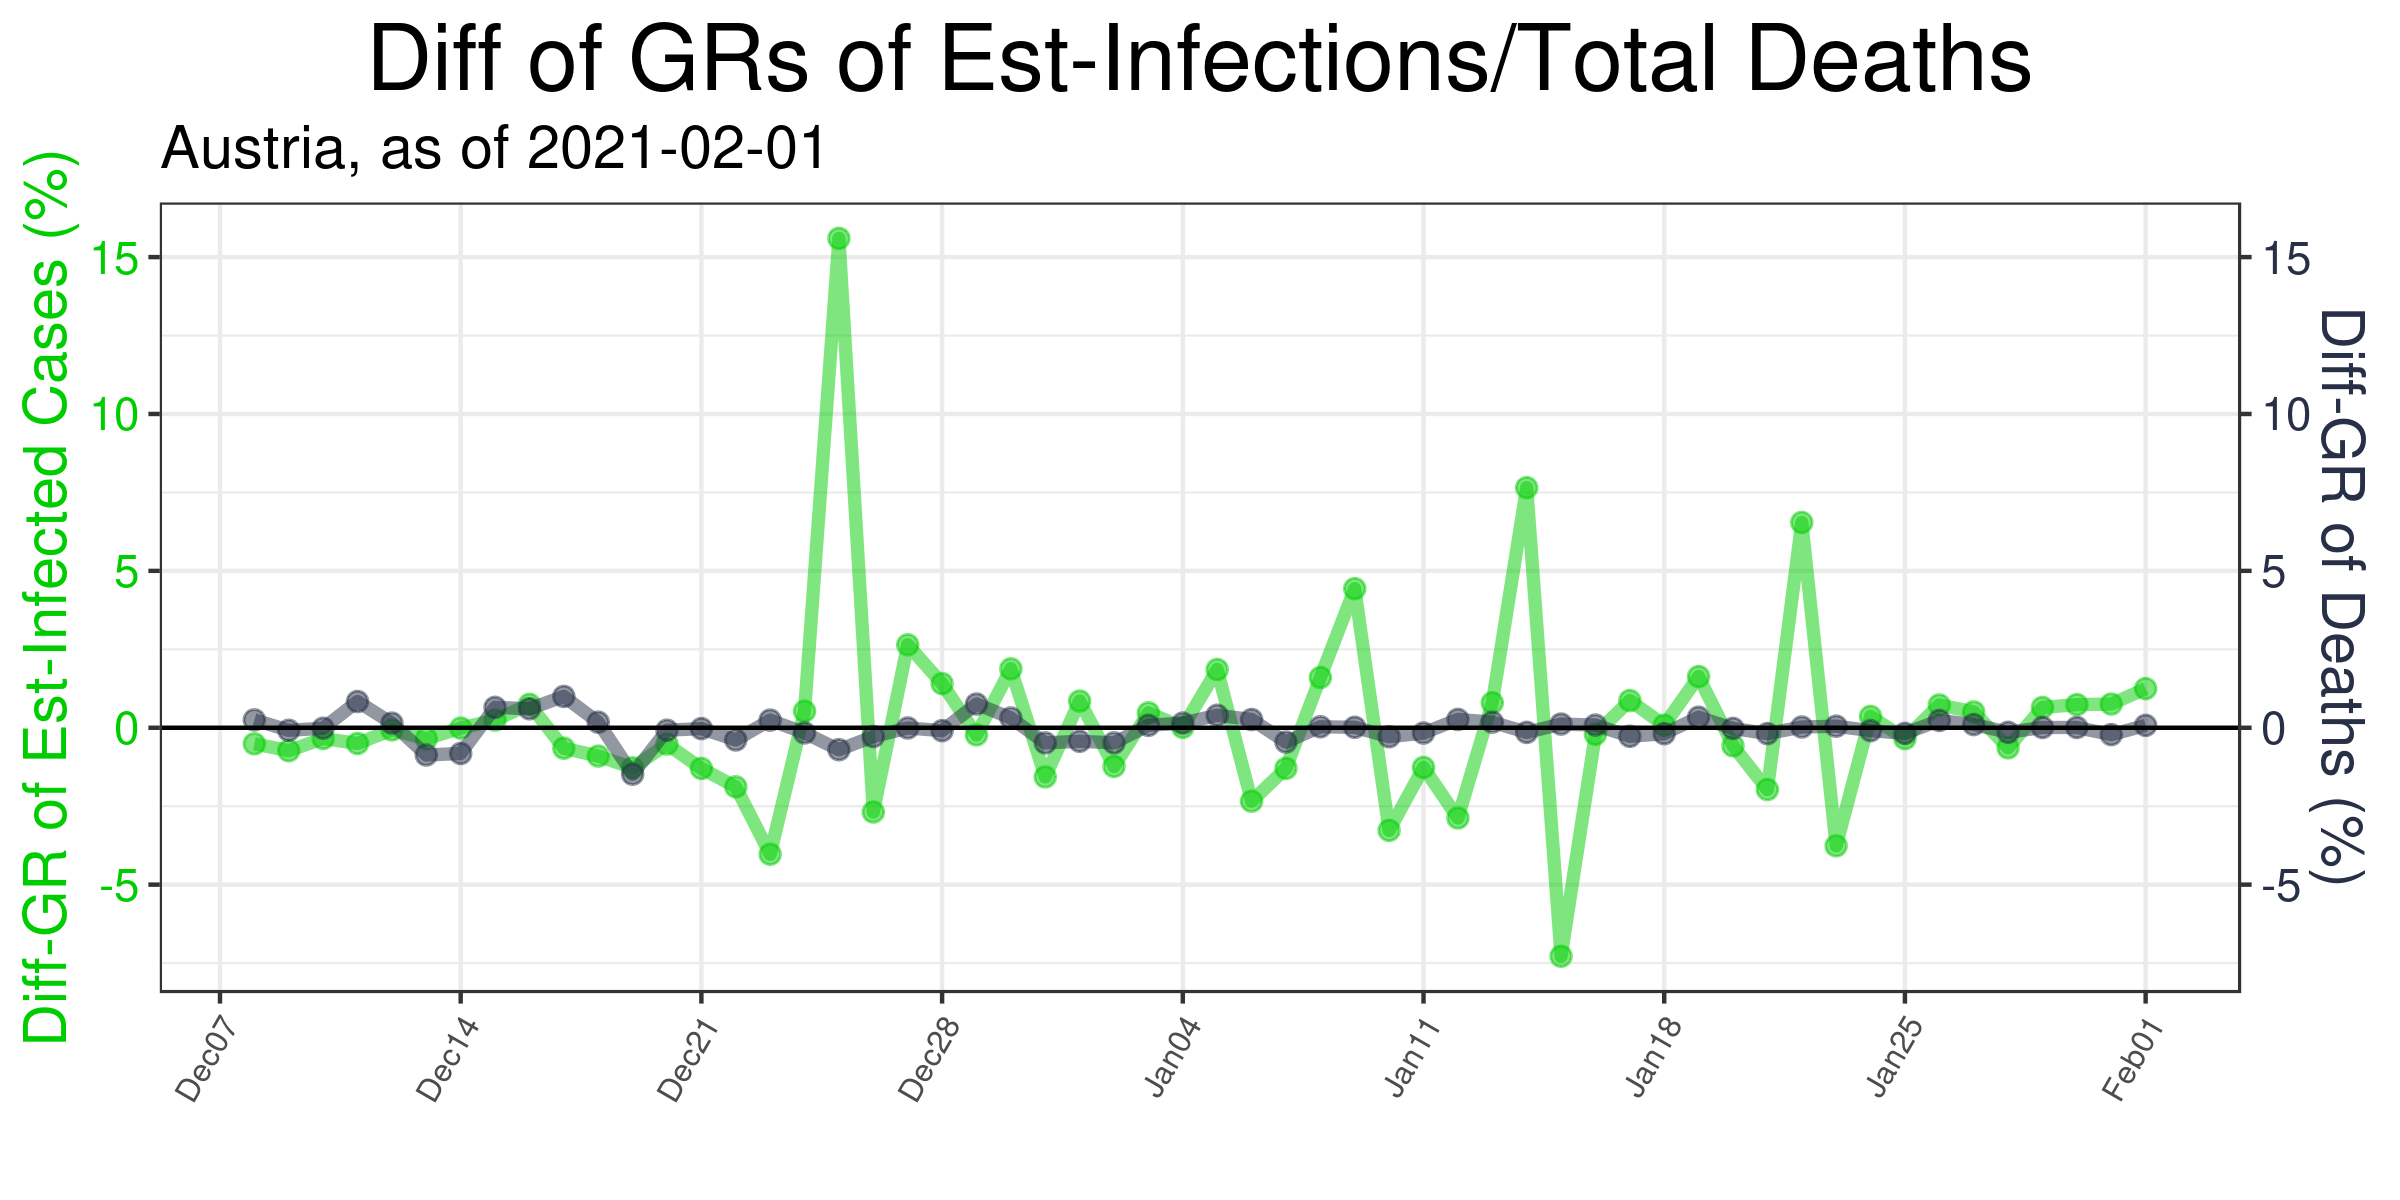 Diff of GRs of Est-Infections/Total Deaths
Austria, as of 2021-02-01
Diff-GR of Est-Infected Cases (%)
15
10
5
0
-5
15
10
5
0
-5
Diff-GR of Deaths (%)
Dec07
Dec14
Dec21
Dec28
Jan04
Jan11
Jan18
Jan25
Feb01